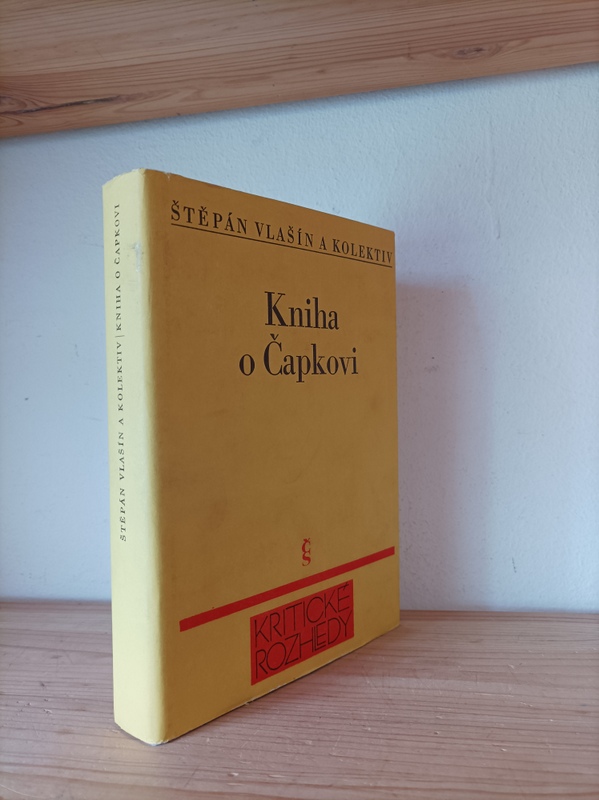 ŠTĚPÁN VLAŠÍN A KOLEKTIV
Kniha
o Čapkovi
KRITICKÉ
ROZHLEDY
ŠTĚPÁN VLAŠÍN A KOLEKTIV | KNIHA O ČAPKOVI